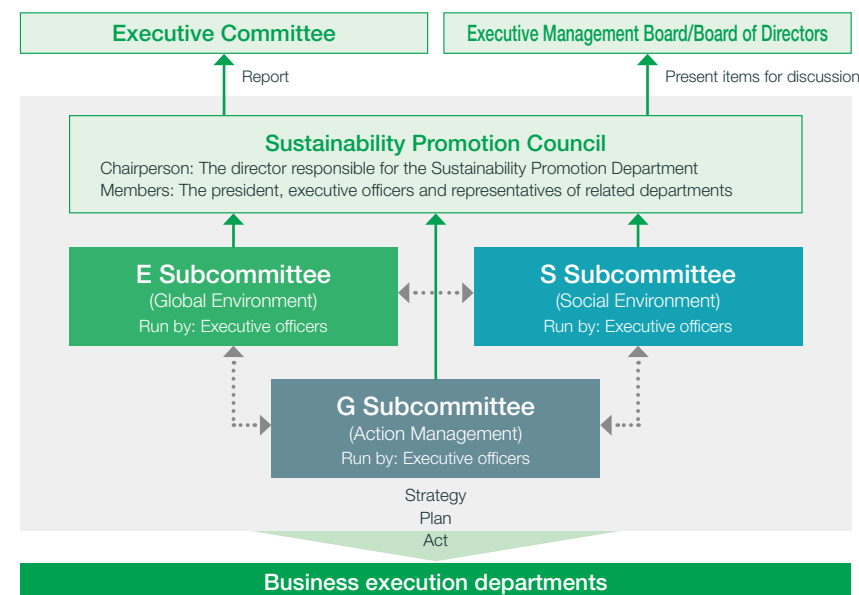 Executive Committee
Executive Management Board/Board of Directors
Report
Present items for discussion
Sustainability Promotion Council
Chairperson: The director responsible for the Sustainability Promotion Department
Members: The president, executive officers and representatives of related departments
E Subcommittee
(Global Environment)
Run by: Executive officers
S Subcommittee
(Social Environment)
Run by: Executive officers
G Subcommittee
(Action Management)
Run by: Executive officers
Strategy
Plan
Act
Business execution departments